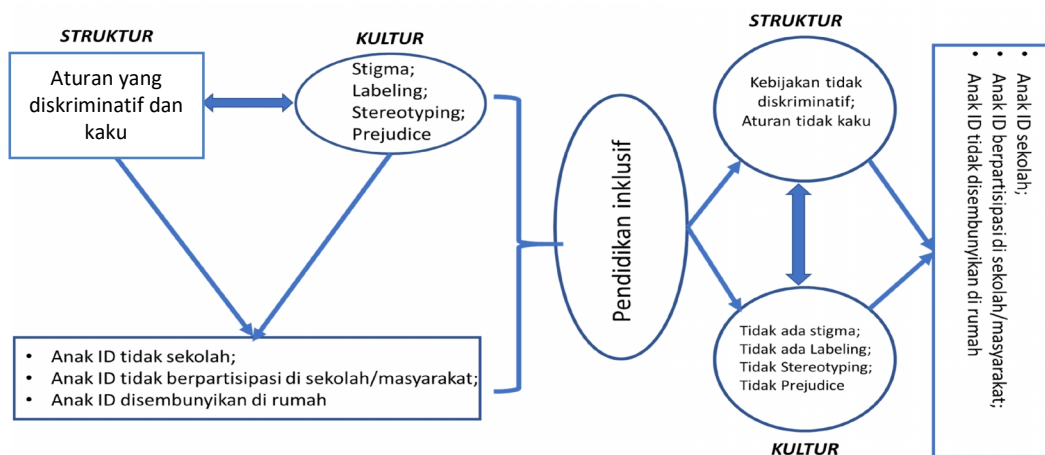 STRUKTUR
Aturan yang
diskriminatif dan
kaku
KULTUR
Stigma;
Labeling;
Stereotyping;
Prejudice
• Anak ID tidak sekolah;
• Anak ID tidak berpartisipasi di sekolah/masyarakat;
• Anak ID disembunyikan di rumah
Pendidikan inklusif
STRUKTUR
Kebijakan tidak
diskriminatif;
Aturan tidak kaku
Tidak ada stigma;
Tidak ada Labeling;
Tidak Stereotyping;
Tidak Prejudice
KULTUR
• Anak ID sekolah;
• Anak ID berpartisipasi di sekolah/masyarakat;
• Anak ID tidak disembunyikan di rumah